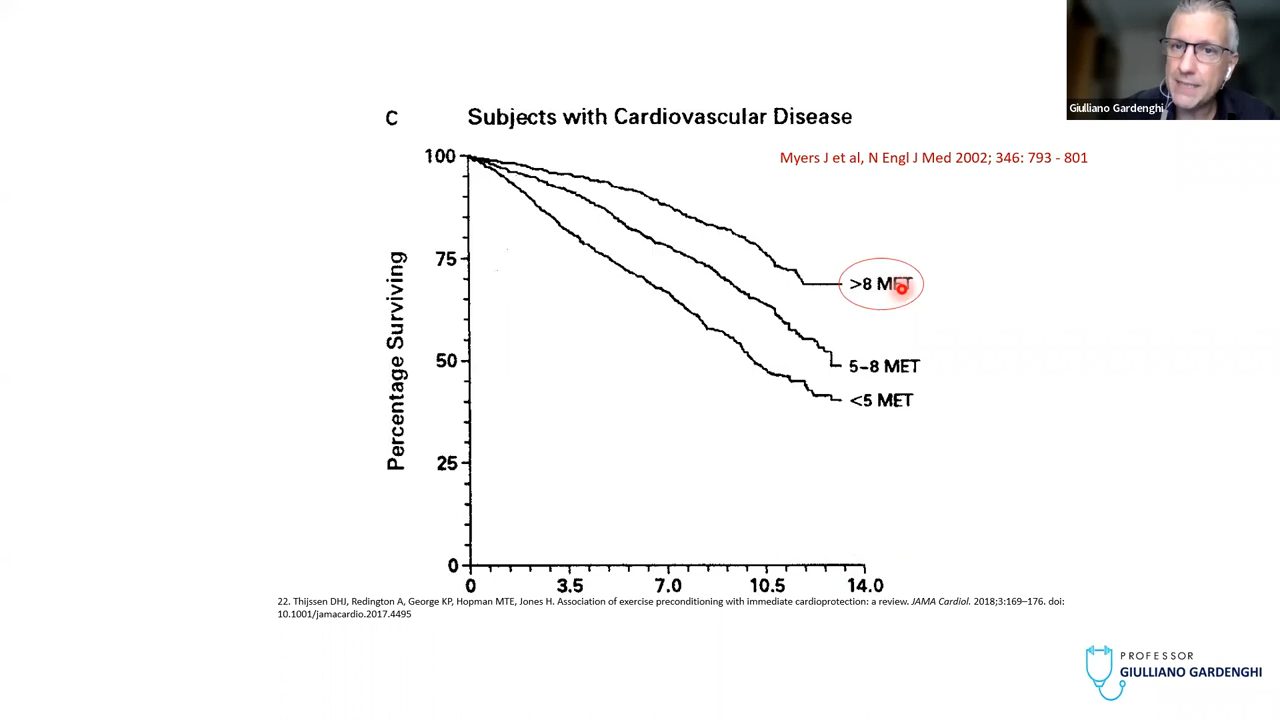 Giulliano Gardenghi
C Subjects with Cardiovascular Disease
Myers J et al, N Engl J Med 2002; 346: 793 - 801
Percentage Surviving
100
75
50
25
0
>8 MET
5-8 MET
<5 MET
0 3.5 7.0 10.5 14.0
22. Thijssen DHJ, Redington A, George KP, Hopman MTE, Jones H. Association of exercise preconditioning with immediate cardioprotection: a review. JAMA Cardiol. 2018;3:169–176. doi:
10.1001/jamacardio.2017.4495
PROFESSOR
GIULLIANO GARDENGHI